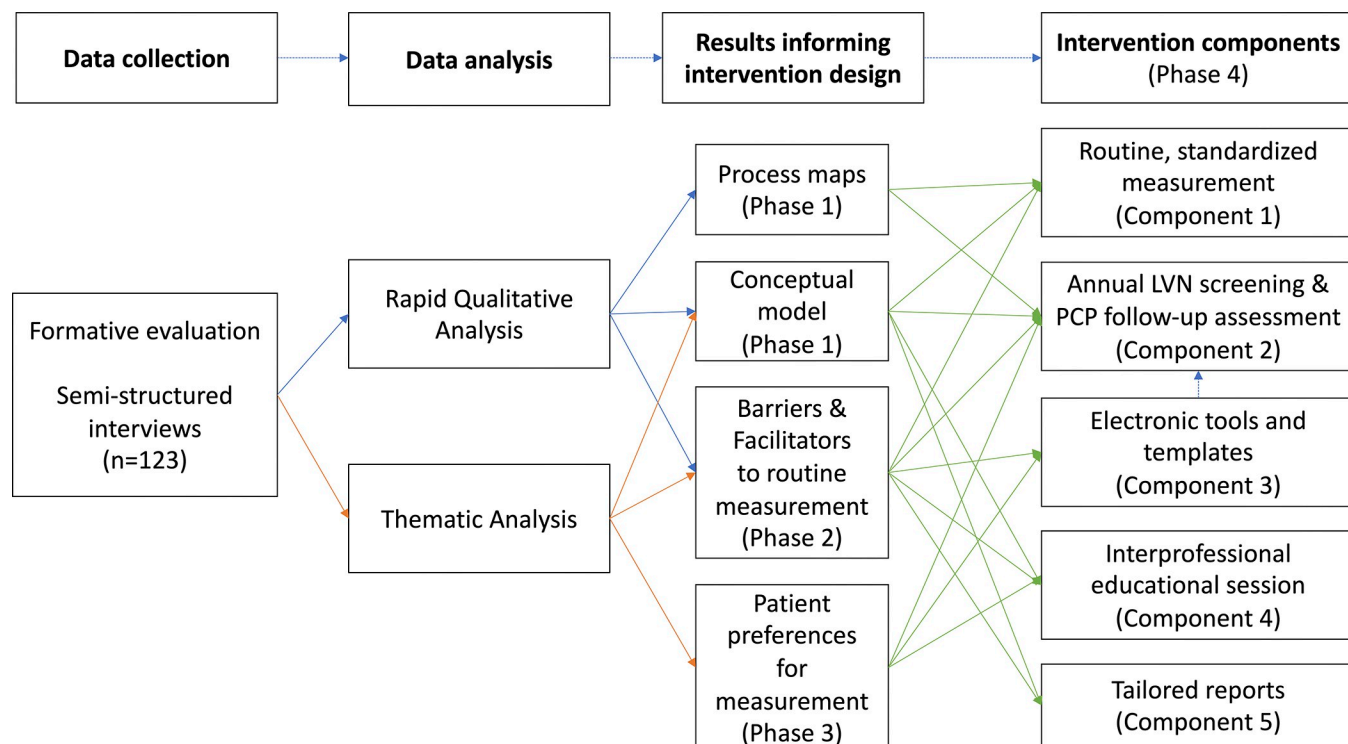 Data collection
Data analysis
Results informing
intervention design
Intervention components
(Phase 4)
Formative evaluation
Semi-structured
interviews
(n=123)
Rapid Qualitative
Analysis
Thematic Analysis
Process maps
(Phase 1)
Conceptual
model
(Phase 1)
Barriers &
Facilitators
to routine
measurement
(Phase 2)
Patient
preferences
for
measurement
(Phase 3)
Routine, standardized
measurement
(Component 1)
Annual LVN screening &
PCP follow-up assessment
(Component 2)
Electronic tools and
templates
(Component 3)
Interprofessional
educational session
(Component 4)
Tailored reports
(Component 5)